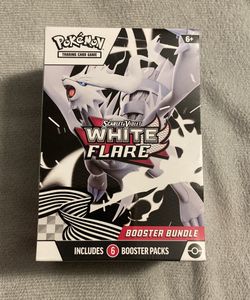 POKÉMON
TRADING CARD GAME
6+
SCARLET & VIOLET
WHITE
FLARE
BOOSTER BUNDLE
INCLUDES 6 BOOSTER PACKS